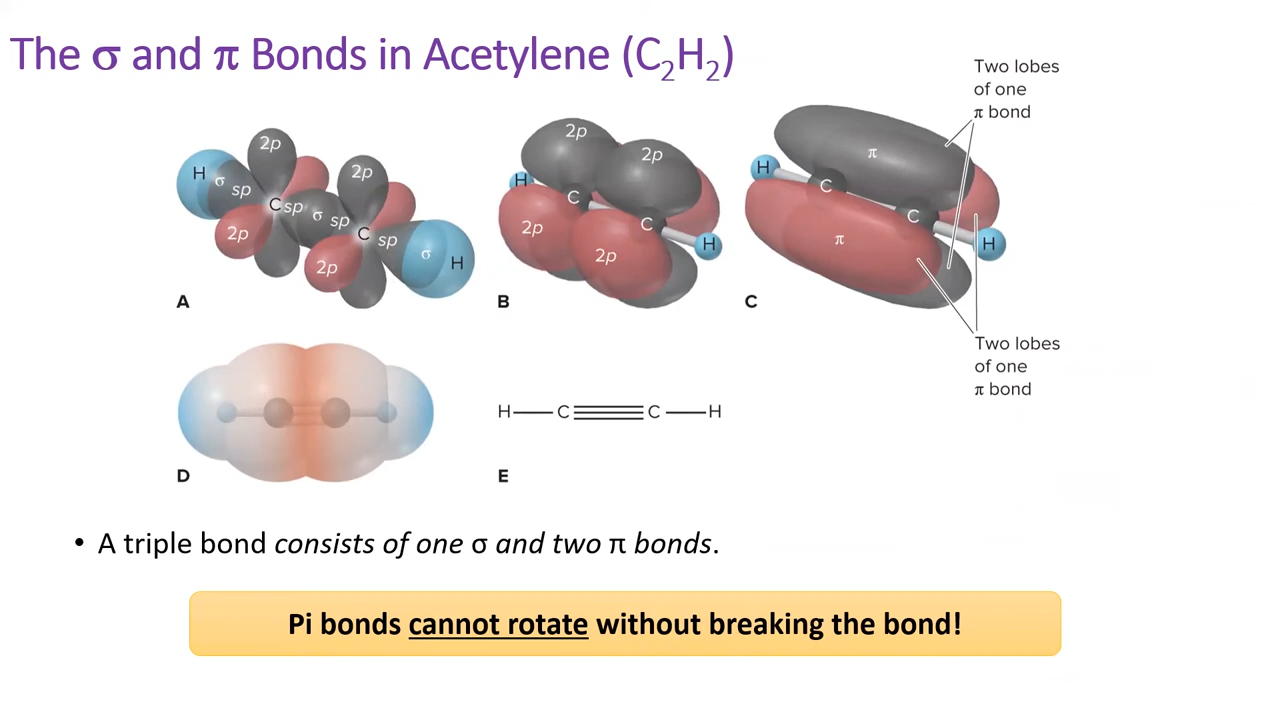 The σ and π Bonds in Acetylene (C₂H₂)
Two lobes
of one
π bond
2p
H
σ
sp
2p
C
sp
σ
sp
2p
C
sp
σ
H
2p
A
2p
2p
H
C
C
2p
2p
H
B
H
π
C
C
π
H
C
Two lobes
of one
π bond
D
H C C H
E
• A triple bond consists of one σ and two π bonds.
Pi bonds cannot rotate without breaking the bond!